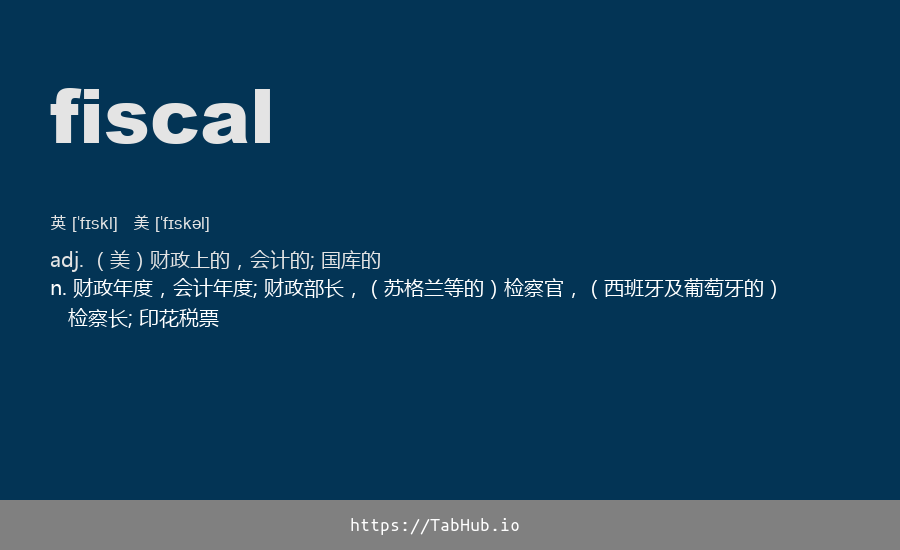 fiscal
英 [ˈfɪskl] 美 [ˈfɪskəl]
adj. （美）财政上的，会计的; 国库的
n. 财政年度，会计年度; 财政部长，（苏格兰等的）检察官，（西班牙及葡萄牙的）
检察长; 印花税票
https://TabHub.io